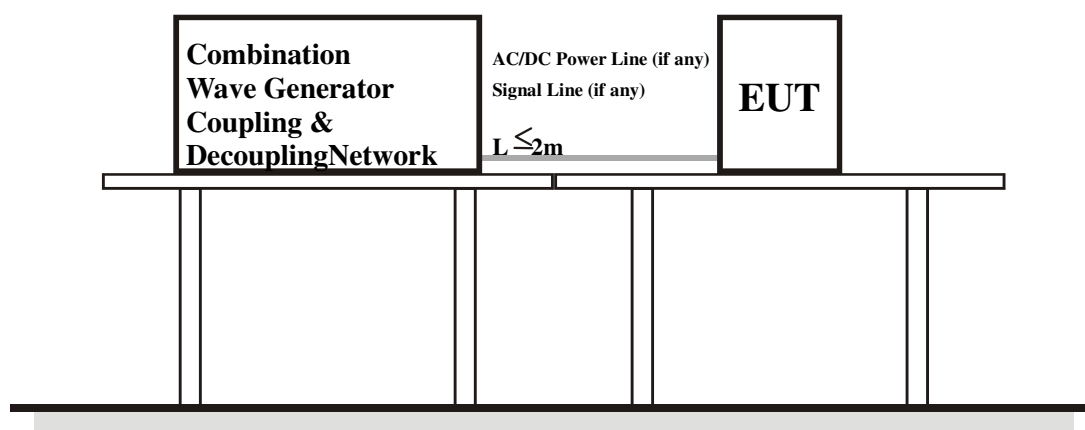 Combination
Wave Generator
Coupling &
DecouplingNetwork
AC/DC Power Line (if any)
Signal Line (if any)
L ≤2m
EUT